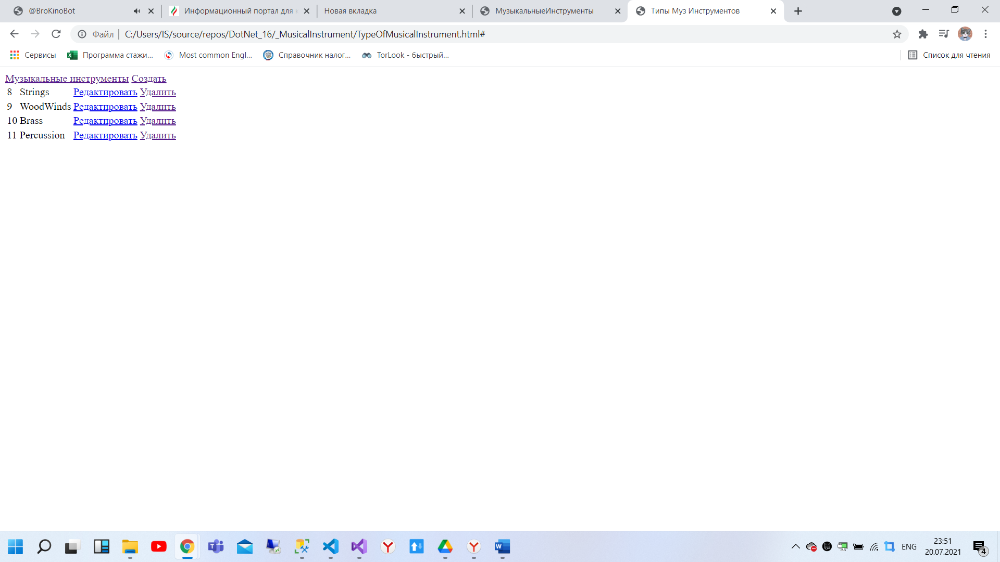 @BroKinoBot
Информационный портал для к
Новая вкладка
МузыкальныеИнструменты
Типы Муз Инструментов
Файл
C:/Users/IS/source/repos/DotNet_16/_MusicalInstrument/TypeOfMusicalInstrument.html#
Сервисы
Программа стажи...
Most common Engl...
Справочник налог...
TorLook - быстрый...
Список для чтения
Музыкальные инструменты Создать
8 Strings Редактировать Удалить
9 WoodWinds Редактировать Удалить
10 Brass Редактировать Удалить
11 Percussion Редактировать Удалить
ENG
23:51
20.07.2021
4